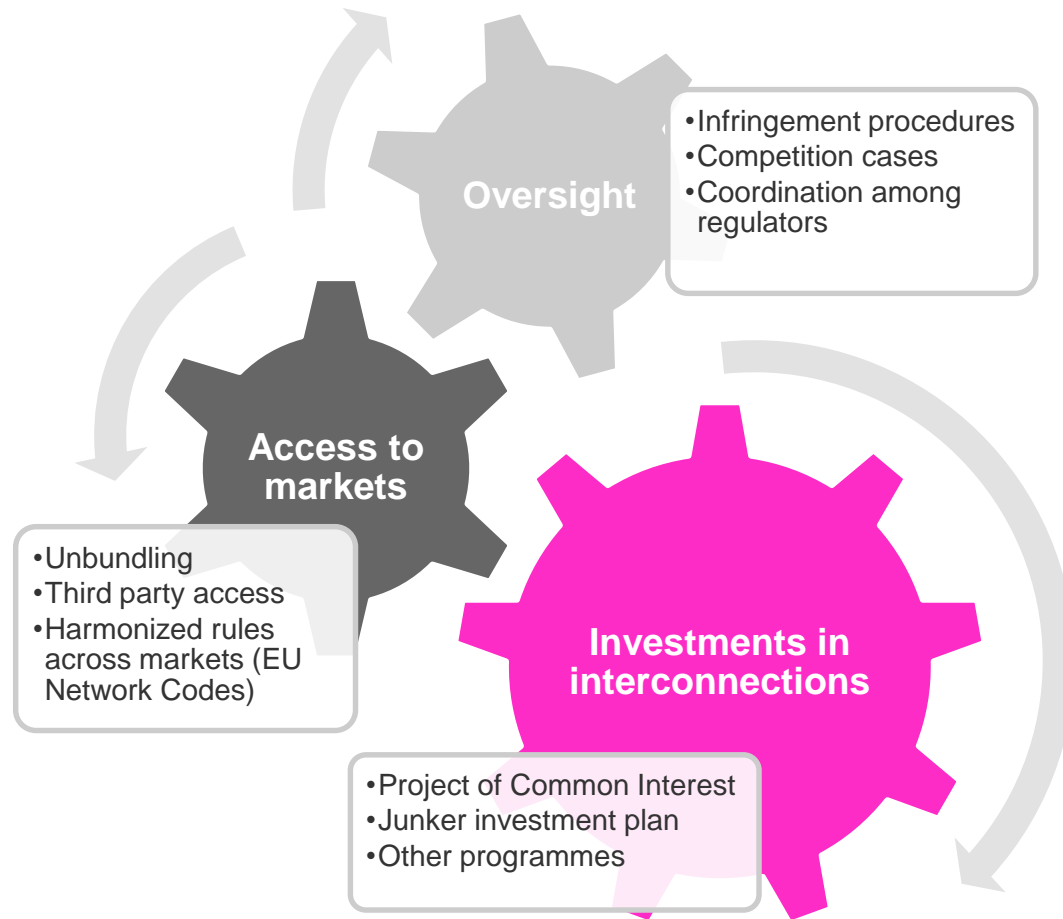 Oversight
•Infringement procedures
•Competition cases
•Coordination among
regulators
Access to
markets
•Unbundling
•Third party access
•Harmonized rules
across markets (EU
Network Codes)
Investments in
interconnections
•Project of Common Interest
•Junker investment plan
•Other programmes